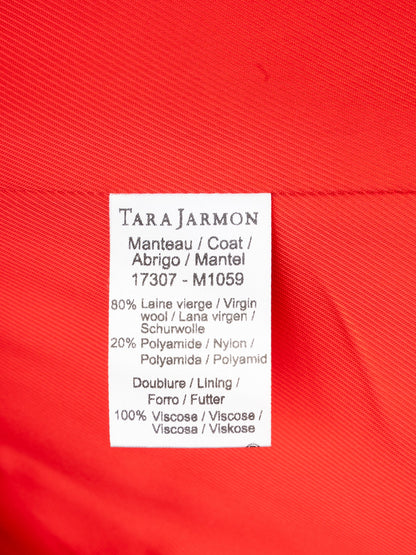 TARA JARMON
Manteau / Coat /
Abrigo / Mantel
17307 - M1059
80% Laine vierge / Virgin
wool / Lana virgen /
Schurwolle
20% Polyamide / Nylon /
Polyamida / Polyamid
Doublure / Lining /
Forro / Futter
100% Viscose / Viscose /
Viscosa / Viskose